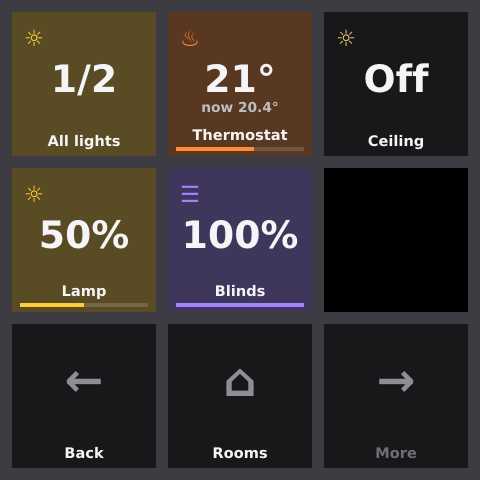 1/2
All lights
21°
now 20.4°
Thermostat
Off
Ceiling
50%
Lamp
100%
Blinds
Back
Rooms
More